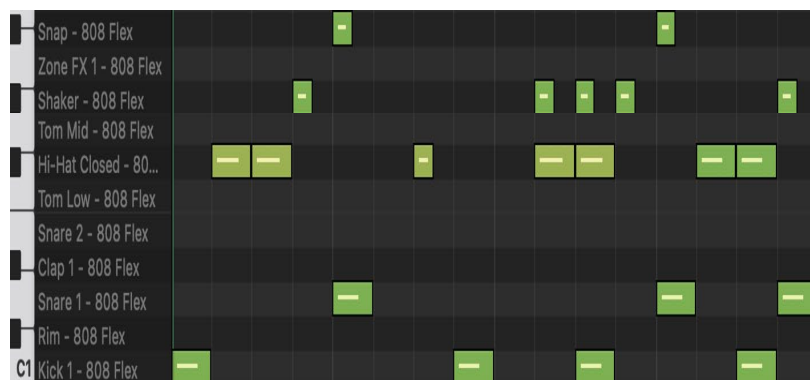 Snap - 808 Flex
Zone FX 1 - 808 Flex
Shaker - 808 Flex
Tom Mid - 808 Flex
Hi-Hat Closed - 80...
Tom Low - 808 Flex
Snare 2 - 808 Flex
Clap 1 - 808 Flex
Snare 1 - 808 Flex
Rim - 808 Flex
C1 Kick 1 - 808 Flex